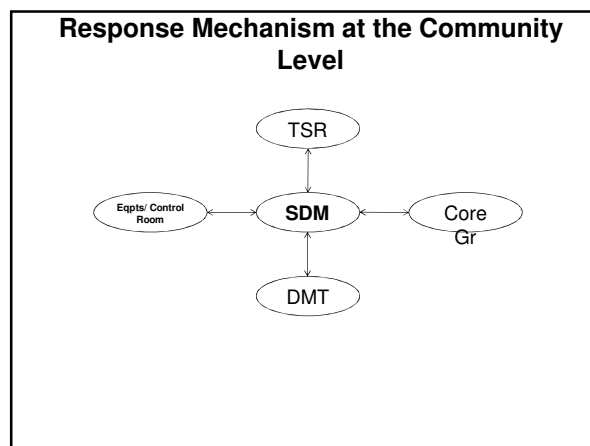 Response Mechanism at the Community
Level
TSR
Eqpts/ Control
Room
SDM
Core
Gr
DMT